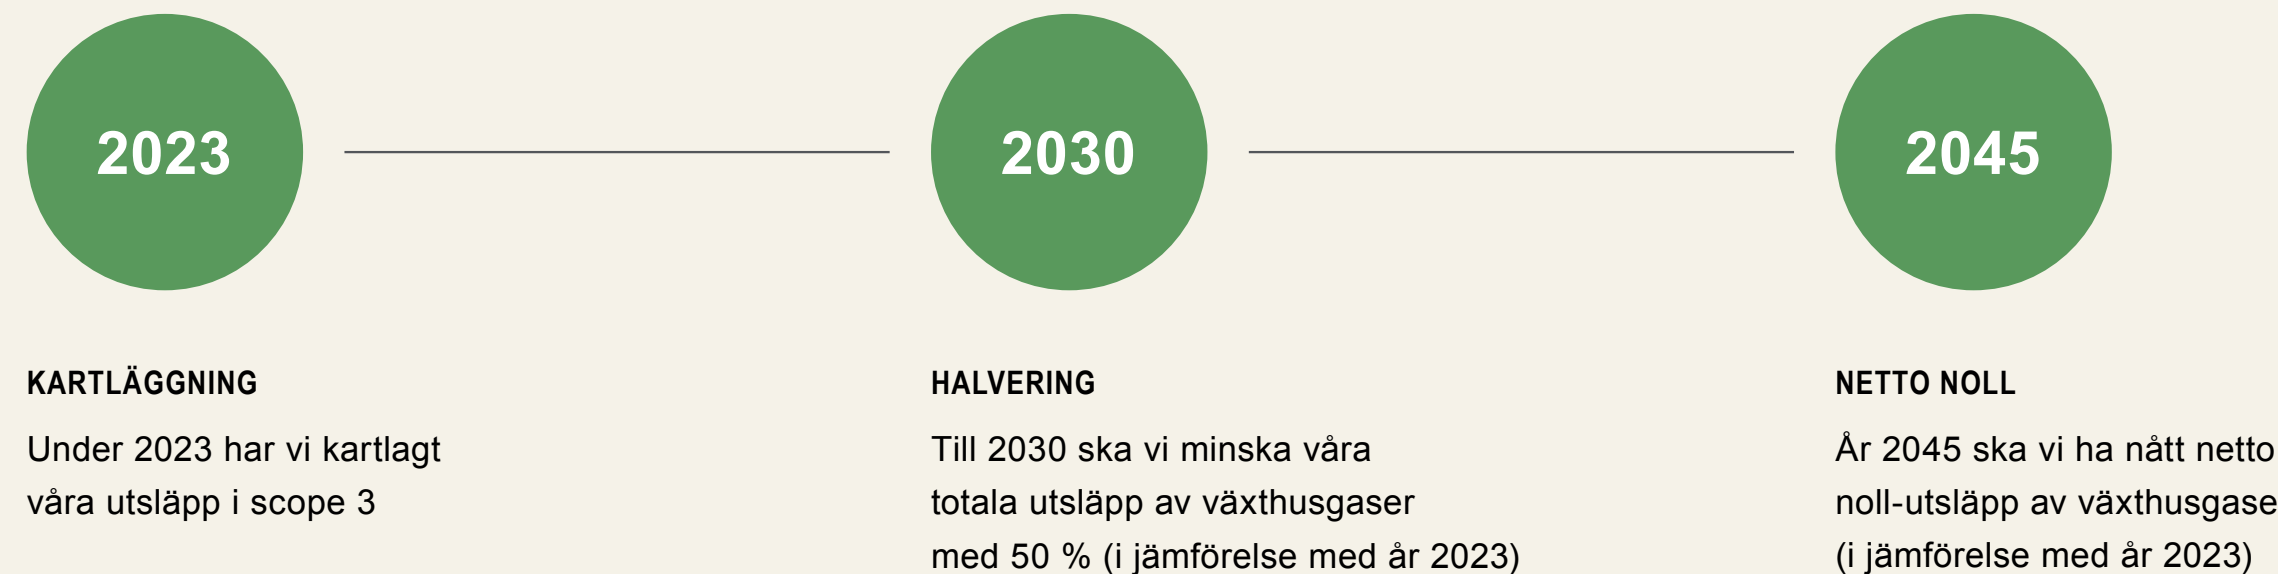 2023
2030
2045
KARTLÄGGNING
Under 2023 har vi kartlagt
våra utsläpp i scope 3
HALVERING
Till 2030 ska vi minska våra
totala utsläpp av växthusgaser
med 50 % (i jämförelse med år 2023)
NETTO NOLL
År 2045 ska vi ha nått netto
noll-utsläpp av växthusgase
(i jämförelse med år 2023)